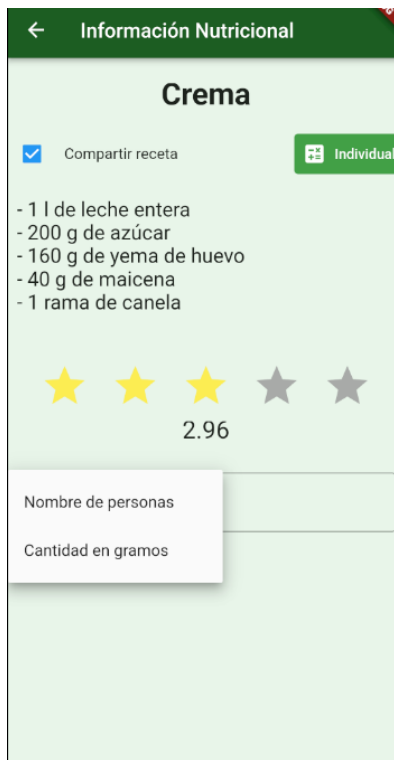 Información Nutricional
Crema
Compartir receta
Individual
- 1 l de leche entera
- 200 g de azúcar
- 160 g de yema de huevo
- 40 g de maicena
- 1 rama de canela
2.96
Nombre de personas
Cantidad en gramos